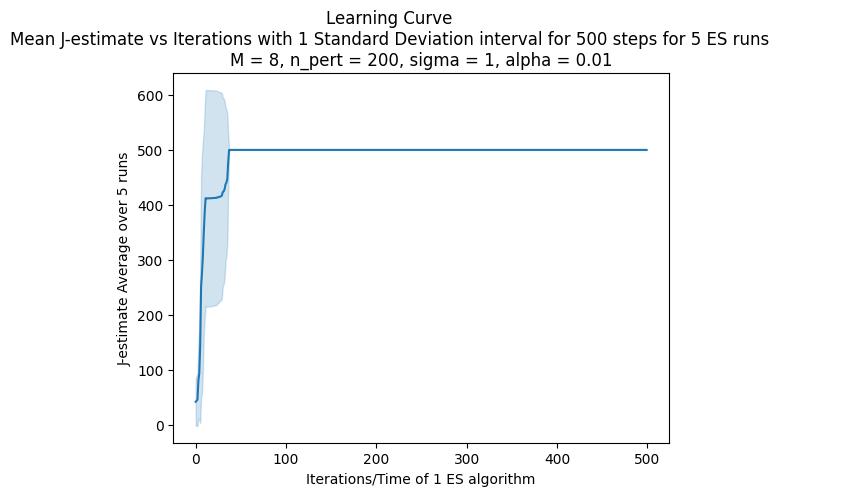 Learning Curve
Mean J-estimate vs Iterations with 1 Standard Deviation interval for 500 steps for 5 ES runs
M = 8, n_pert = 200, sigma = 1, alpha = 0.01
600
500
400
300
200
100
0
J-estimate Average over 5 runs
0 100 200 300 400 500
Iterations/Time of 1 ES algorithm